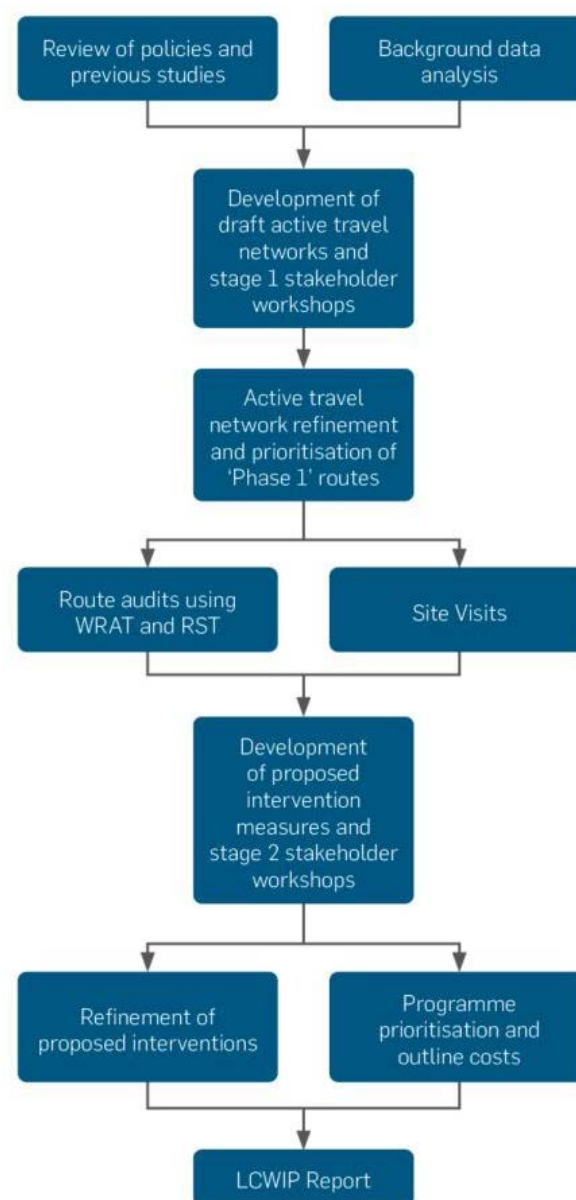 Review of policies and
previous studies
Background data
analysis
Development of
draft active travel
networks and
stage 1 stakeholder
workshops
Active travel
network refinement
and prioritisation of
‘Phase 1’ routes
Route audits using
WRAT and RST
Site Visits
Development
of proposed
intervention
measures and
stage 2 stakeholder
workshops
Refinement of
proposed interventions
Programme
prioritisation and
outline costs
LCWIP Report